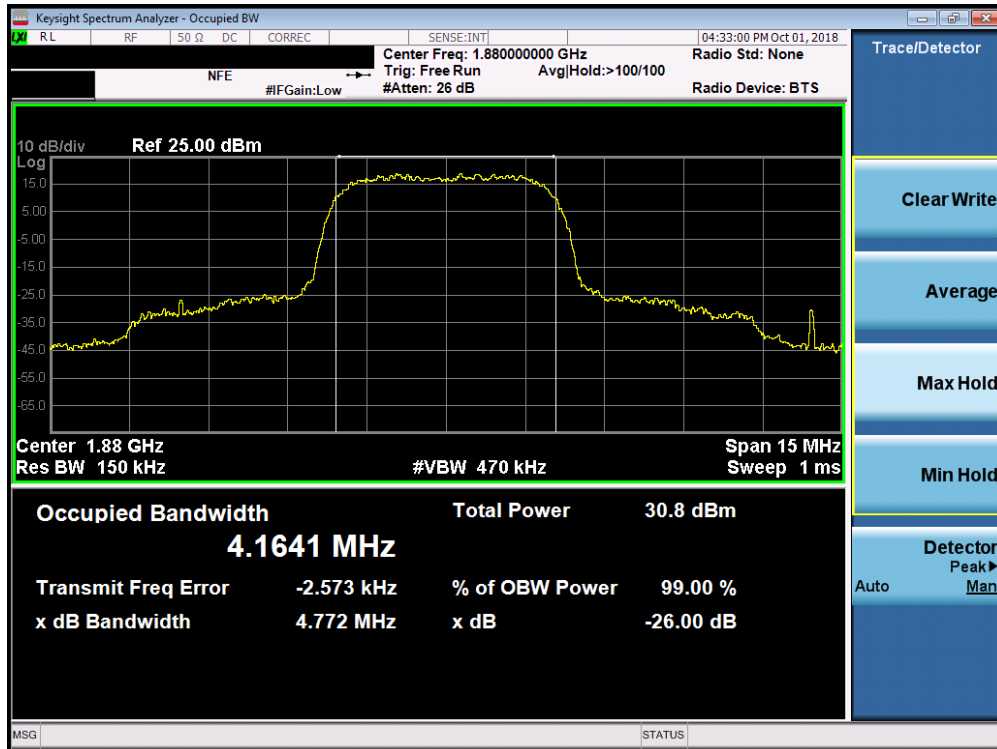 Keysight Spectrum Analyzer - Occupied BW
LXI RL RF 50 Ω DC CORREC SENSE:INT 04:33:00 PM Oct 01, 2018
Center Freq: 1.880000000 GHz Radio Std: None
NFE Trig: Free Run Avg|Hold:>100/100
#IFGain:Low #Atten: 26 dB Radio Device: BTS
10 dB/div Ref 25.00 dBm
Log
15.0
5.00
-5.00
-15.0
-25.0
-35.0
-45.0
-55.0
-65.0
Center 1.88 GHz Span 15 MHz
Res BW 150 kHz #VBW 470 kHz Sweep 1 ms
Occupied Bandwidth Total Power 30.8 dBm
4.1641 MHz
Transmit Freq Error -2.573 kHz % of OBW Power 99.00 %
x dB Bandwidth 4.772 MHz x dB -26.00 dB
Trace/Detector
Clear Write
Average
Max Hold
Min Hold
Detector
Peak▶
Auto Man
MSG STATUS